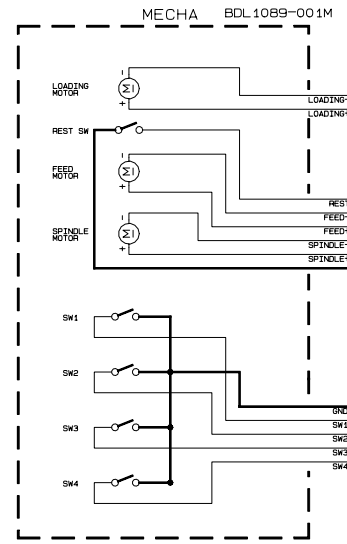 MECHA BDL1089-001M
LOADING
MOTOR
-
M
+
LOADING-
LOADING+
REST SW
FEED
MOTOR
-
M
+
REST
FEED-
FEED+
SPINDLE
MOTOR
-
M
+
SPINDLE-
SPINDLE+
SW1
SW2
SW3
SW4
GND
SW1
SW2
SW3
SW4